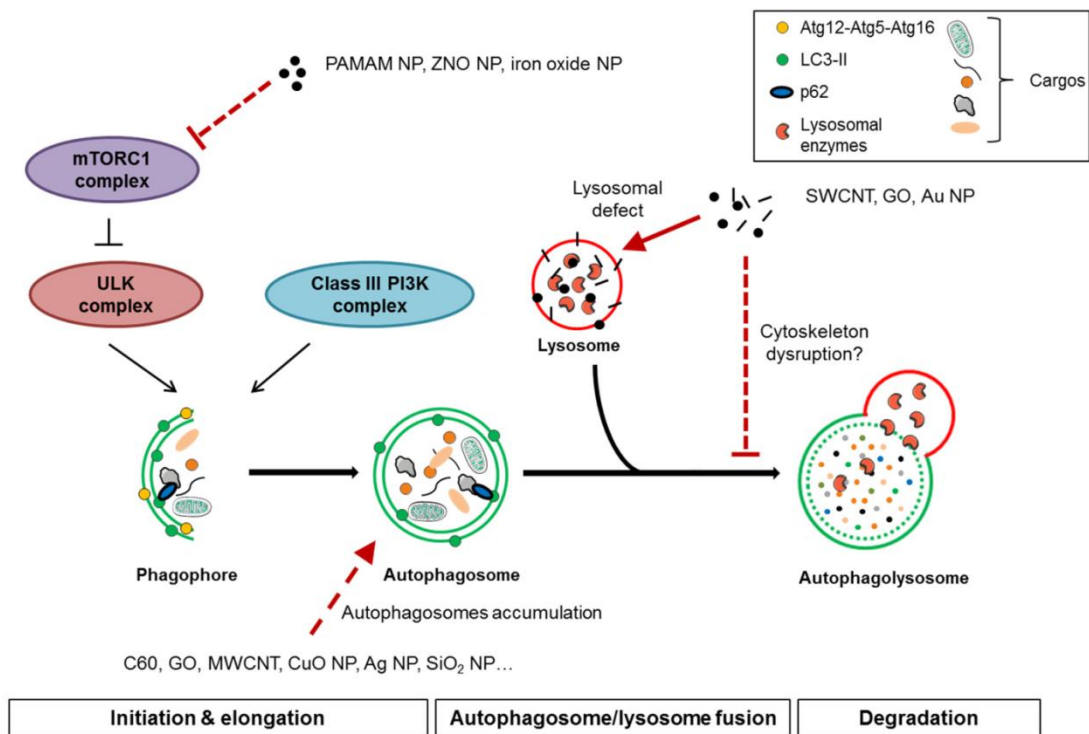 PAMAM NP, ZNO NP, iron oxide NP
Atg12-Atg5-Atg16
LC3-II
p62
Lysosomal
enzymes
Cargos
mTORC1
complex
ULK
complex
Class III PI3K
complex
Lysosomal
defect
SWCNT, GO, Au NP
Lysosome
Cytoskeleton
dysruption?
Phagophore
Autophagosome
Autophagolysosome
Autophagosomes accumulation
C60, GO, MWCNT, CuO NP, Ag NP, SiO₂ NP…
Initiation & elongation
Autophagosome/lysosome fusion
Degradation